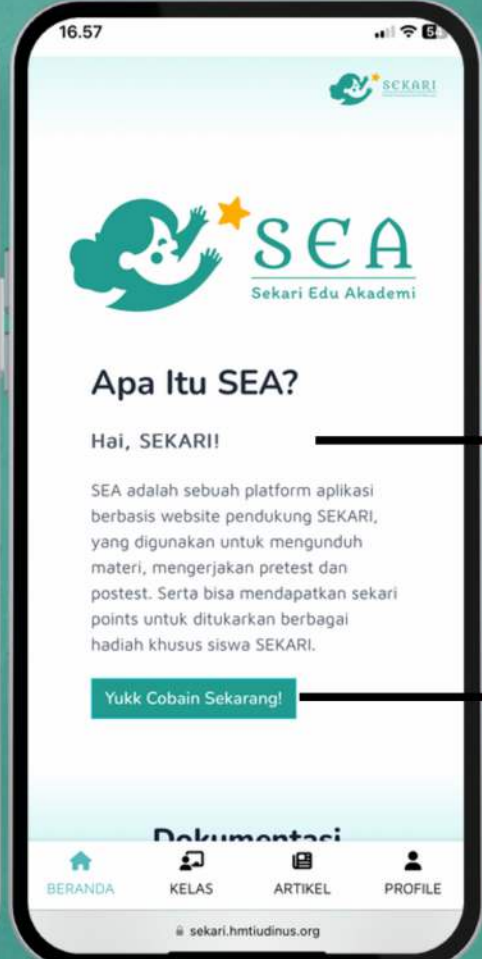 16.57
SEKARI
SEA
Sekari Edu Akademi
Apa Itu SEA?
Hai, SEKARI!
SEA adalah sebuah platform aplikasi
berbasis website pendukung SEKARI,
yang digunakan untuk mengunduh
materi, mengerjakan pretest dan
postest. Serta bisa mendapatkan sekari
points untuk ditukarkan berbagai
hadiah khusus siswa SEKARI.
Yukk Cobain Sekarang!
Dokumentasi
BERANDA KELAS ARTIKEL PROFILE
sekari.hmtiudinus.org